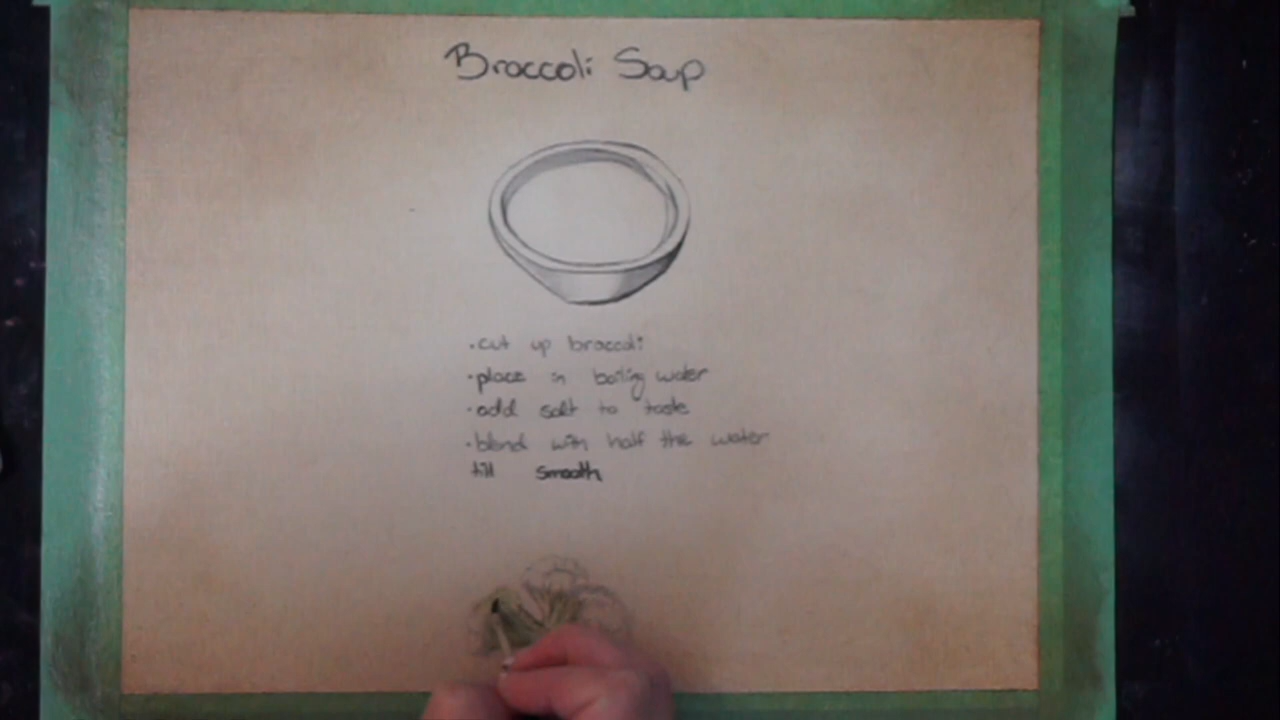 Broccoli Soup
• cut up broccoli
• place in boiling water
• add salt to taste
• blend with half the water
till smooth